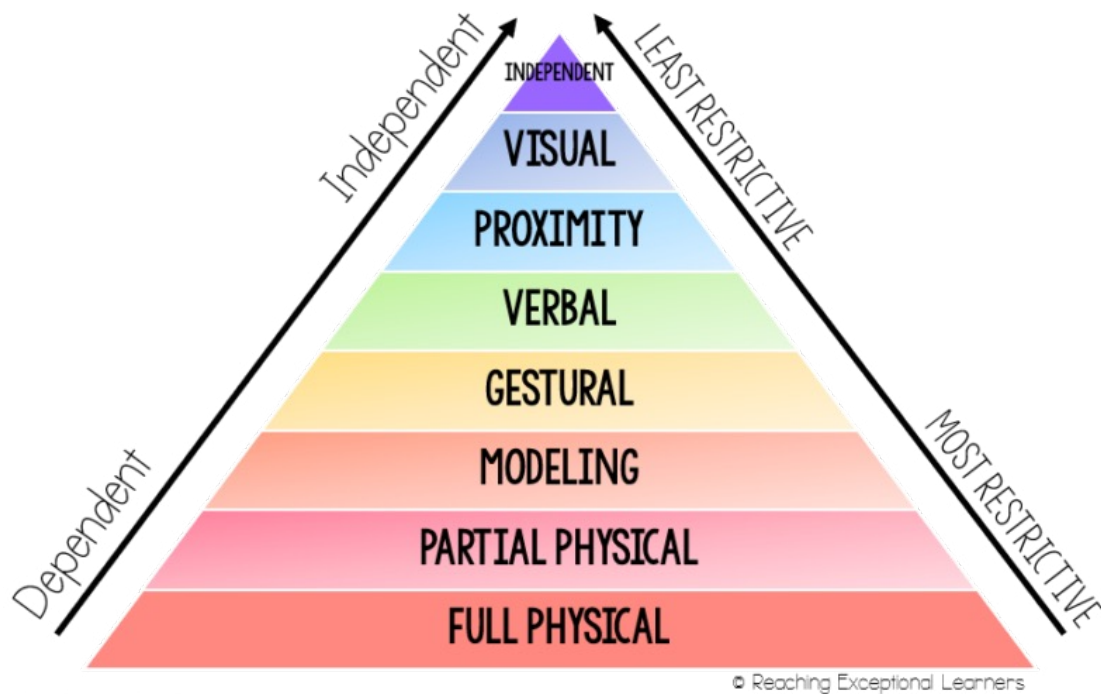 Independent
LEAST RESTRICTIVE
INDEPENDENT
VISUAL
PROXIMITY
VERBAL
GESTURAL
MODELING
PARTIAL PHYSICAL
FULL PHYSICAL
Dependent
MOST RESTRICTIVE
© Reaching Exceptional Learners